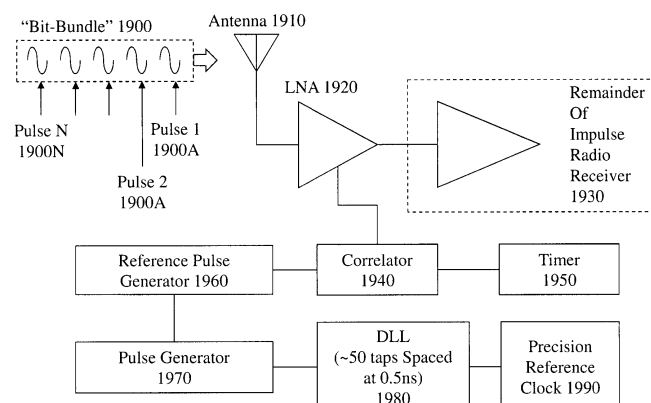 “Bit-Bundle” 1900
Antenna 1910
LNA 1920
Remainder
Of
Impulse
Radio
Receiver
1930
Pulse N
1900N
Pulse 1
1900A
Pulse 2
1900A
Reference Pulse
Generator 1960
Correlator
1940
Timer
1950
Pulse Generator
1970
DLL
(~50 taps Spaced
at 0.5ns)
1980
Precision
Reference
Clock 1990